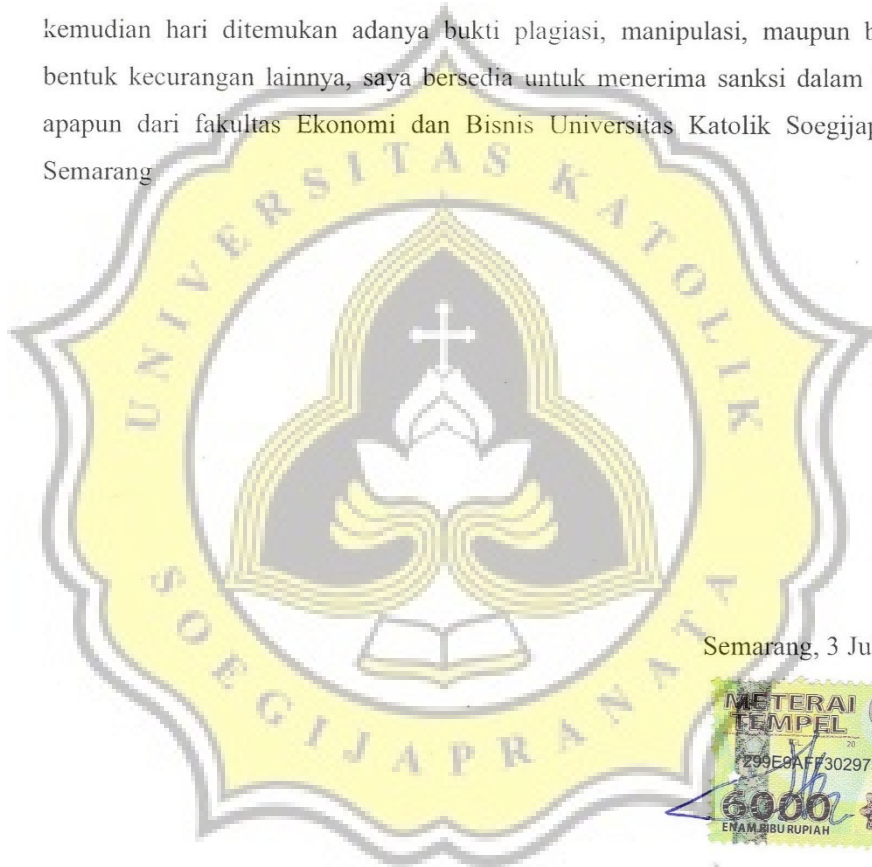 kemudian hari ditemukan adanya bukti plagiasi, manipulasi, maupun b
bentuk kecurangan lainnya, saya bersedia untuk menerima sanksi dalam
apapun dari fakultas Ekonomi dan Bisnis Universitas Katolik Soegijap
Semarang
UNIVERSITAS KATOLIK
SOEGIJAPRANATA
Semarang, 3 Ju
METERAI
TEMPEL
20
299E9AFF30297
6000
ENAM RIBU RUPIAH